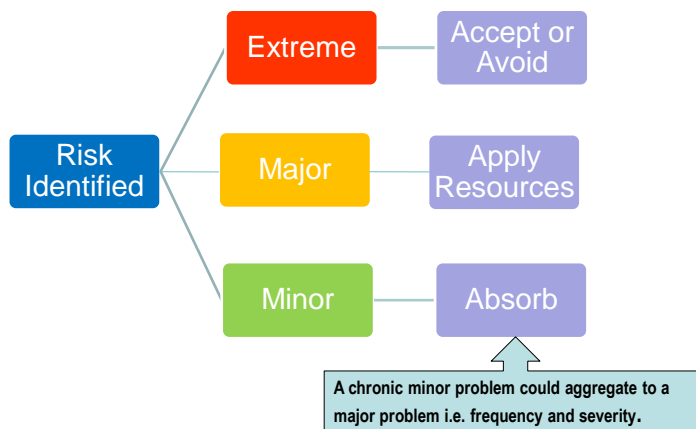 Extreme
Accept or
Avoid
Risk
Identified
Major
Apply
Resources
Minor
Absorb
A chronic minor problem could aggregate to a
major problem i.e. frequency and severity.